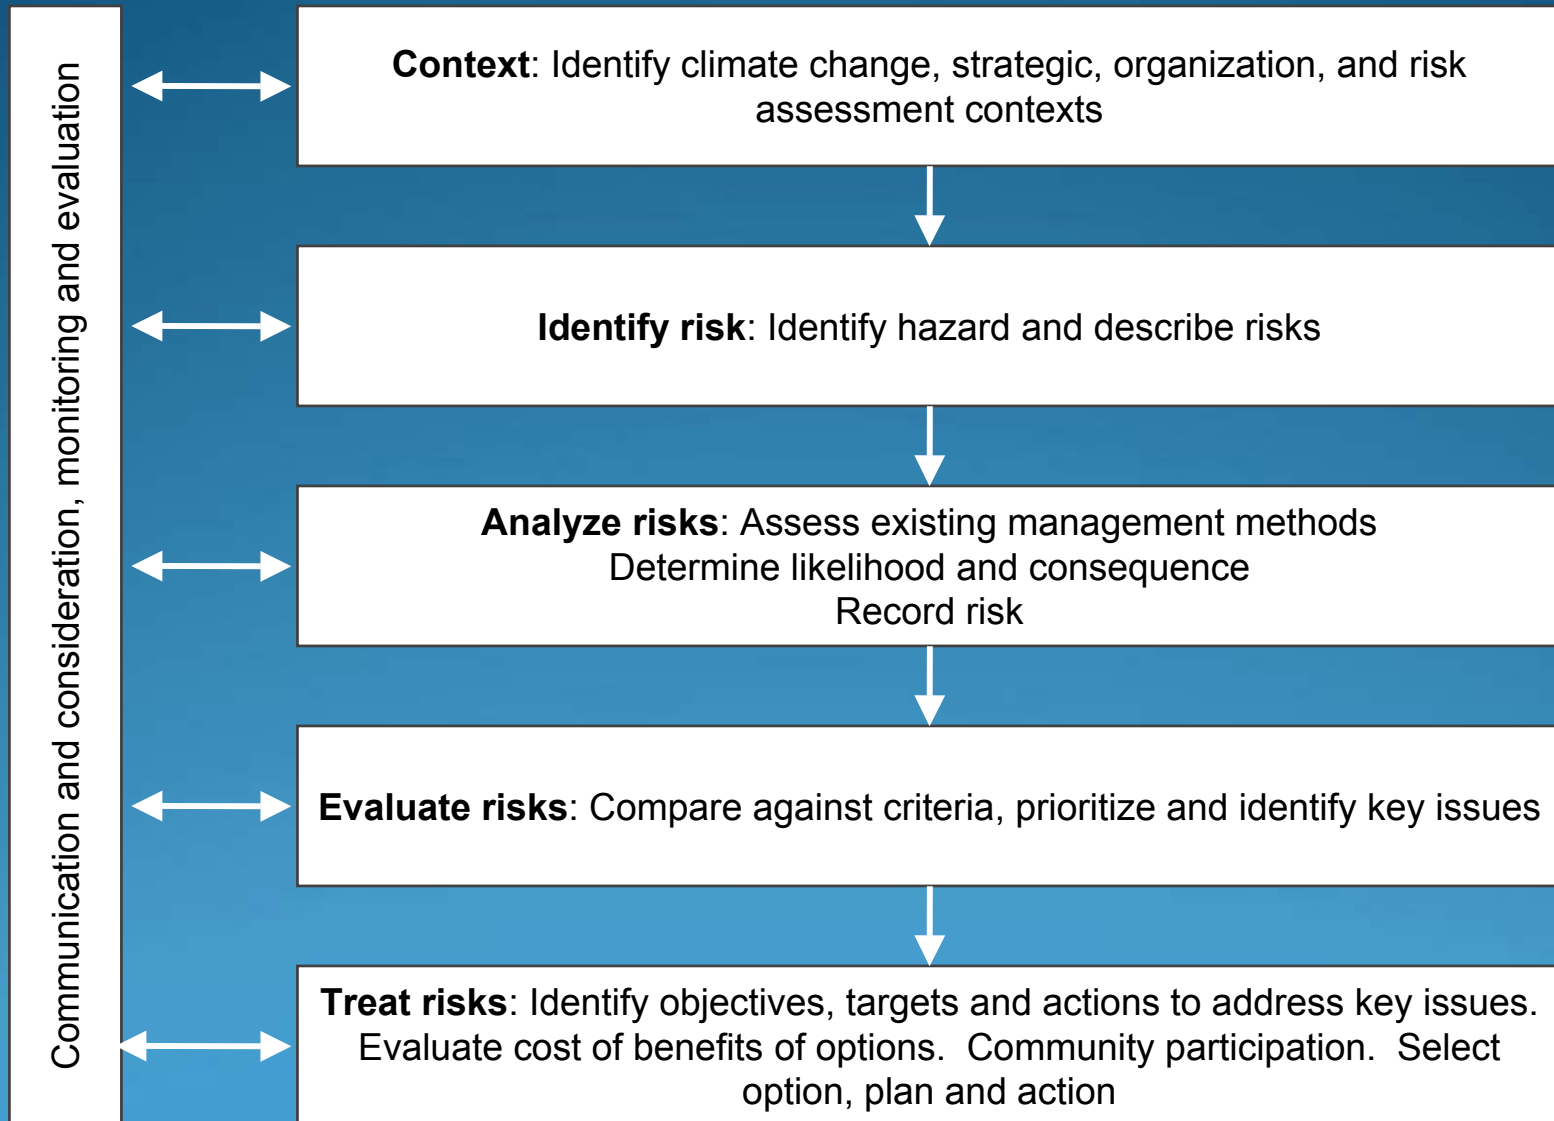 Communication and consideration, monitoring and evaluation
Context: Identify climate change, strategic, organization, and risk
assessment contexts
Identify risk: Identify hazard and describe risks
Analyze risks: Assess existing management methods
Determine likelihood and consequence
Record risk
Evaluate risks: Compare against criteria, prioritize and identify key issues
Treat risks: Identify objectives, targets and actions to address key issues.
Evaluate cost of benefits of options.  Community participation.  Select
option, plan and action